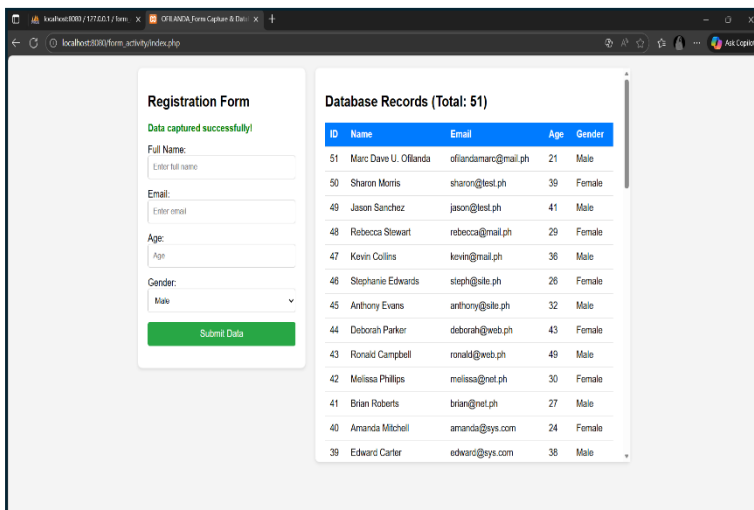 localhost:8080 / 127.0.0.1 / form_
OFILANDA_Form Capture & Data
localhost:8080/form_activity/index.php
Ask Copilot
Registration Form
Data captured successfully!
Full Name:
Enter full name
Email:
Enter email
Age:
Age
Gender:
Male
Submit Data
Database Records (Total: 51)
ID Name Email Age Gender
51 Marc Dave U. Ofilanda ofilandamarc@mail.ph 21 Male
50 Sharon Morris sharon@test.ph 39 Female
49 Jason Sanchez jason@test.ph 41 Male
48 Rebecca Stewart rebecca@mail.ph 29 Female
47 Kevin Collins kevin@mail.ph 36 Male
46 Stephanie Edwards steph@site.ph 26 Female
45 Anthony Evans anthony@site.ph 32 Male
44 Deborah Parker deborah@web.ph 43 Female
43 Ronald Campbell ronald@web.ph 49 Male
42 Melissa Phillips melissa@net.ph 30 Female
41 Brian Roberts brian@net.ph 27 Male
40 Amanda Mitchell amanda@sys.com 24 Female
39 Edward Carter edward@sys.com 38 Male